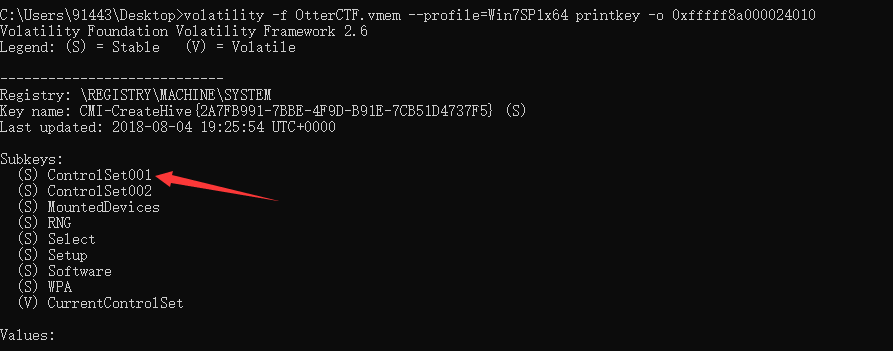 C:\Users\91443\Desktop>volatility -f OtterCTF.vmem --profile=Win7SP1x64 printkey -o 0xfffff8a000024010
Volatility Foundation Volatility Framework 2.6
Legend: (S) = Stable   (V) = Volatile
----------------------------
Registry: \REGISTRY\MACHINE\SYSTEM
Key name: CMI-CreateHive{2A7FB991-7BBE-4F9D-B91E-7CB51D4737F5} (S)
Last updated: 2018-08-04 19:25:54 UTC+0000
Subkeys:
  (S) ControlSet001
  (S) ControlSet002
  (S) MountedDevices
  (S) RNG
  (S) Select
  (S) Setup
  (S) Software
  (S) WPA
  (V) CurrentControlSet
Values: